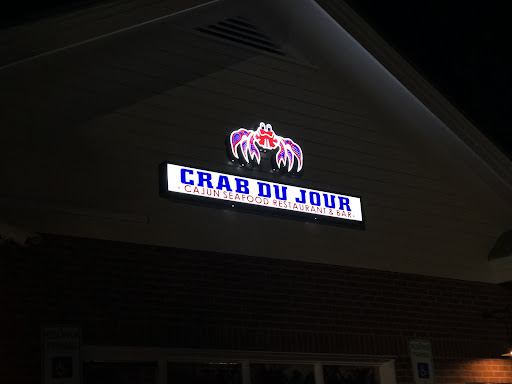 CRAB DU JOUR
- CAJUN SEAFOOD RESTAURANT & BAR -